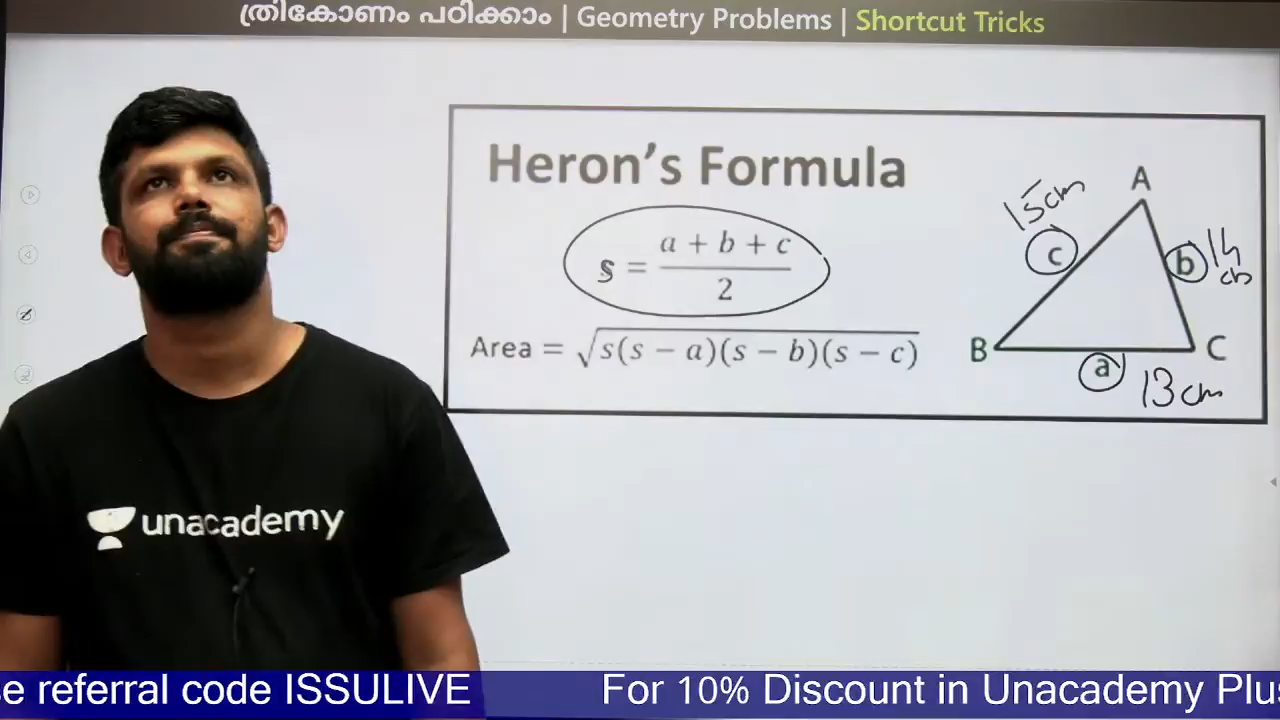 ത്രികോണം പഠിക്കാം | Geometry Problems | Shortcut Tricks
Heron's Formula
s = (a + b + c) / 2
Area = √s(s − a)(s − b)(s − c)
A
15cm
c
b
14
cm
B
C
a
13cm
unacademy
se referral code ISSULIVE
For 10% Discount in Unacademy Plus